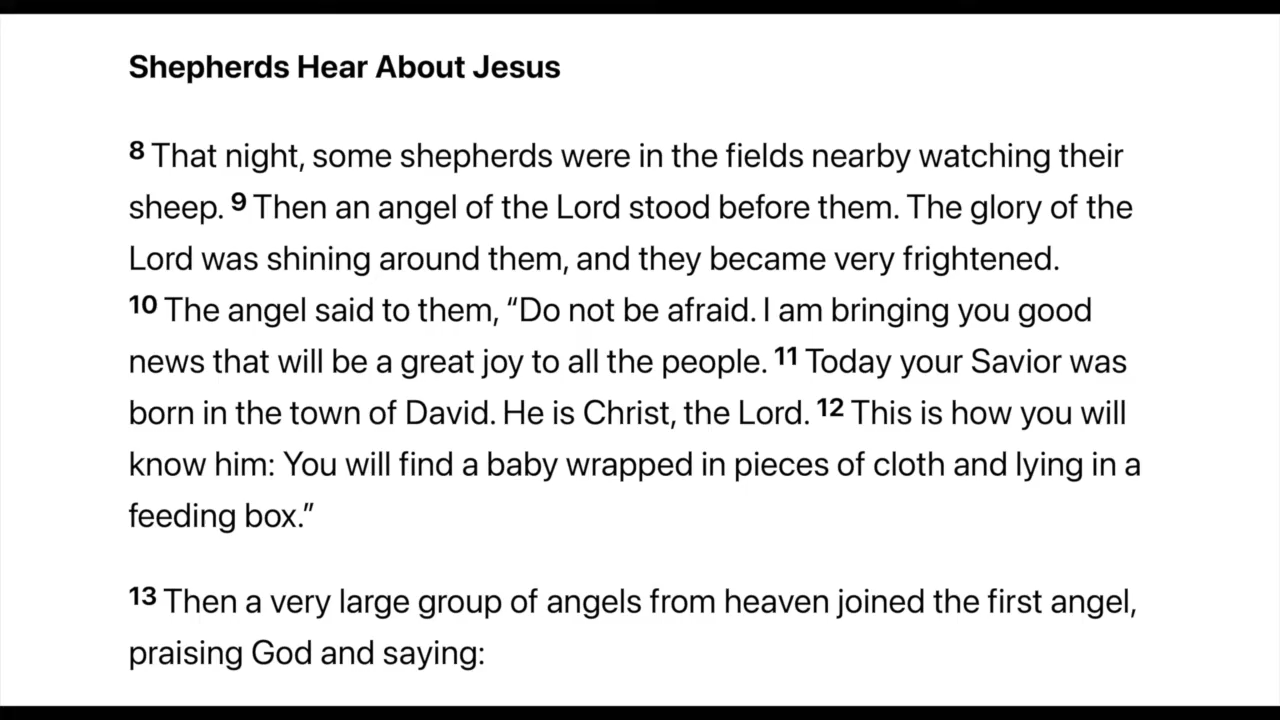 Shepherds Hear About Jesus
8 That night, some shepherds were in the fields nearby watching their
sheep. 9 Then an angel of the Lord stood before them. The glory of the
Lord was shining around them, and they became very frightened.
10 The angel said to them, “Do not be afraid. I am bringing you good
news that will be a great joy to all the people. 11 Today your Savior was
born in the town of David. He is Christ, the Lord. 12 This is how you will
know him: You will find a baby wrapped in pieces of cloth and lying in a
feeding box.”
13 Then a very large group of angels from heaven joined the first angel,
praising God and saying: